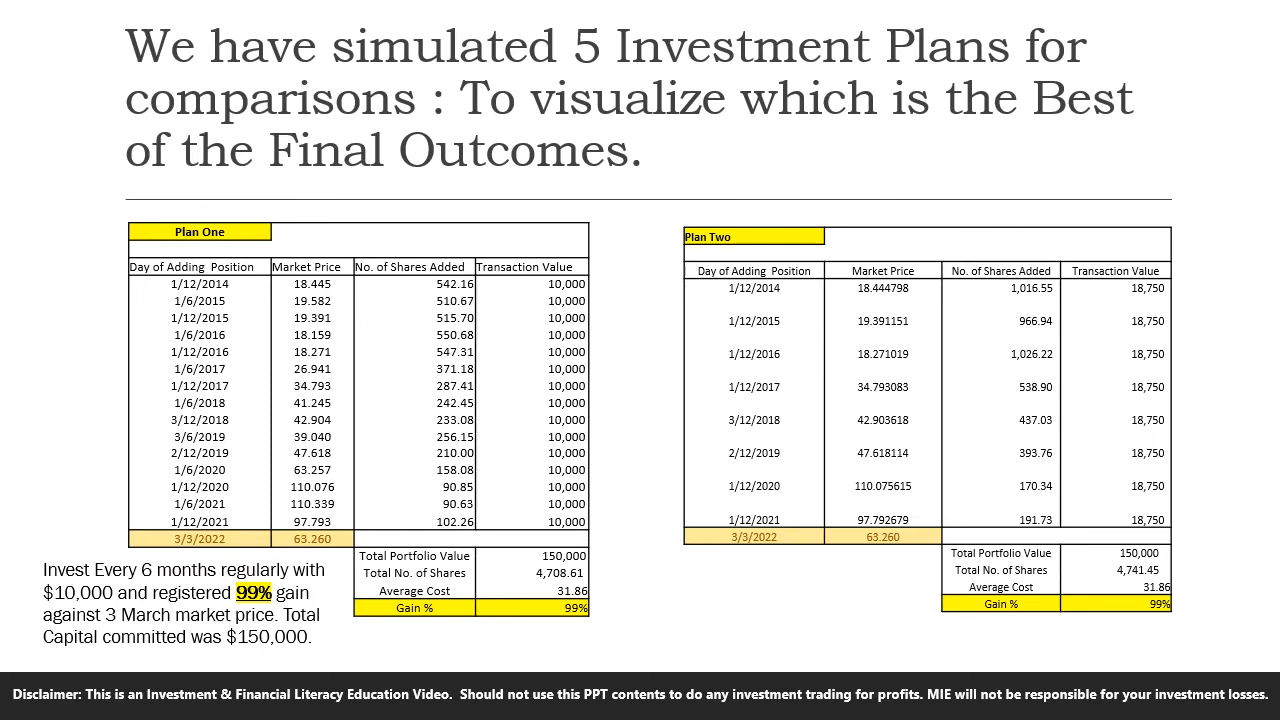 We have simulated 5 Investment Plans for
comparisons : To visualize which is the Best
of the Final Outcomes.
Plan One
Day of Adding Position Market Price No. of Shares Added Transaction Value
1/12/2014 18.445 542.16 10,000
1/6/2015 19.582 510.67 10,000
1/12/2015 19.391 515.70 10,000
1/6/2016 18.159 550.68 10,000
1/12/2016 18.271 547.31 10,000
1/6/2017 26.941 371.18 10,000
1/12/2017 34.793 287.41 10,000
1/6/2018 41.245 242.45 10,000
3/12/2018 42.904 233.08 10,000
3/6/2019 39.040 256.15 10,000
2/12/2019 47.618 210.00 10,000
1/6/2020 63.257 158.08 10,000
1/12/2020 110.076 90.85 10,000
1/6/2021 110.339 90.63 10,000
1/12/2021 97.793 102.26 10,000
3/3/2022 63.260
Total Portfolio Value 150,000
Total No. of Shares 4,708.61
Average Cost 31.86
Gain % 99%
Invest Every 6 months regularly with
$10,000 and registered 99% gain
against 3 March market price. Total
Capital committed was $150,000.
Plan Two
Day of Adding Position Market Price No. of Shares Added Transaction Value
1/12/2014 18.444798 1,016.55 18,750
1/12/2015 19.391151 966.94 18,750
1/12/2016 18.271019 1,026.22 18,750
1/12/2017 34.793083 538.90 18,750
3/12/2018 42.903618 437.03 18,750
2/12/2019 47.618114 393.76 18,750
1/12/2020 110.075615 170.34 18,750
1/12/2021 97.792679 191.73 18,750
3/3/2022 63.260
Total Portfolio Value 150,000
Total No. of Shares 4,741.45
Average Cost 31.86
Gain % 99%
Disclaimer: This is an Investment & Financial Literacy Education Video. Should not use this PPT contents to do any investment trading for profits. MIE will not be responsible for your investment losses.